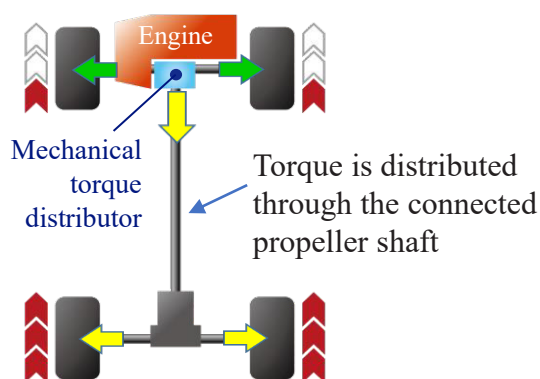 Engine
Mechanical
torque
distributor
Torque is distributed
through the connected
propeller shaft